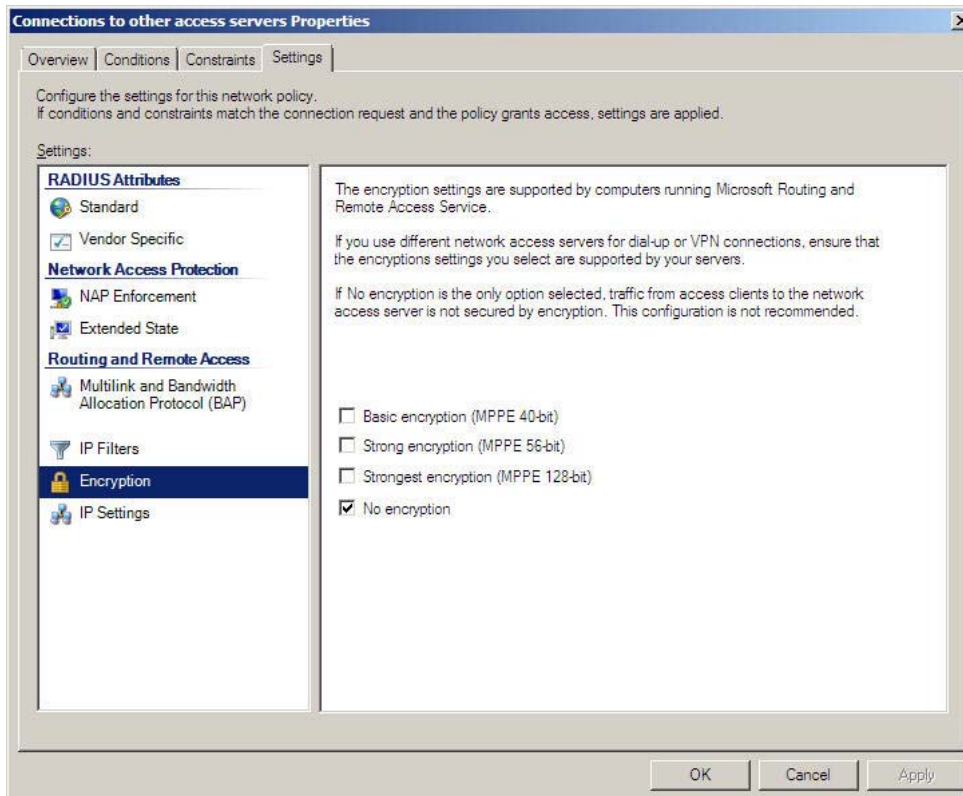 Connections to other access servers Properties
Overview
Conditions
Constraints
Settings
Configure the settings for this network policy.
If conditions and constraints match the connection request and the policy grants access, settings are applied.
Settings:
RADIUS Attributes
Standard
Vendor Specific
Network Access Protection
NAP Enforcement
Extended State
Routing and Remote Access
Multilink and Bandwidth
Allocation Protocol (BAP)
IP Filters
Encryption
IP Settings
The encryption settings are supported by computers running Microsoft Routing and
Remote Access Service.
If you use different network access servers for dial-up or VPN connections, ensure that
the encryptions settings you select are supported by your servers.
If No encryption is the only option selected, traffic from access clients to the network
access server is not secured by encryption. This configuration is not recommended.
Basic encryption (MPPE 40-bit)
Strong encryption (MPPE 56-bit)
Strongest encryption (MPPE 128-bit)
No encryption
OK
Cancel
Apply